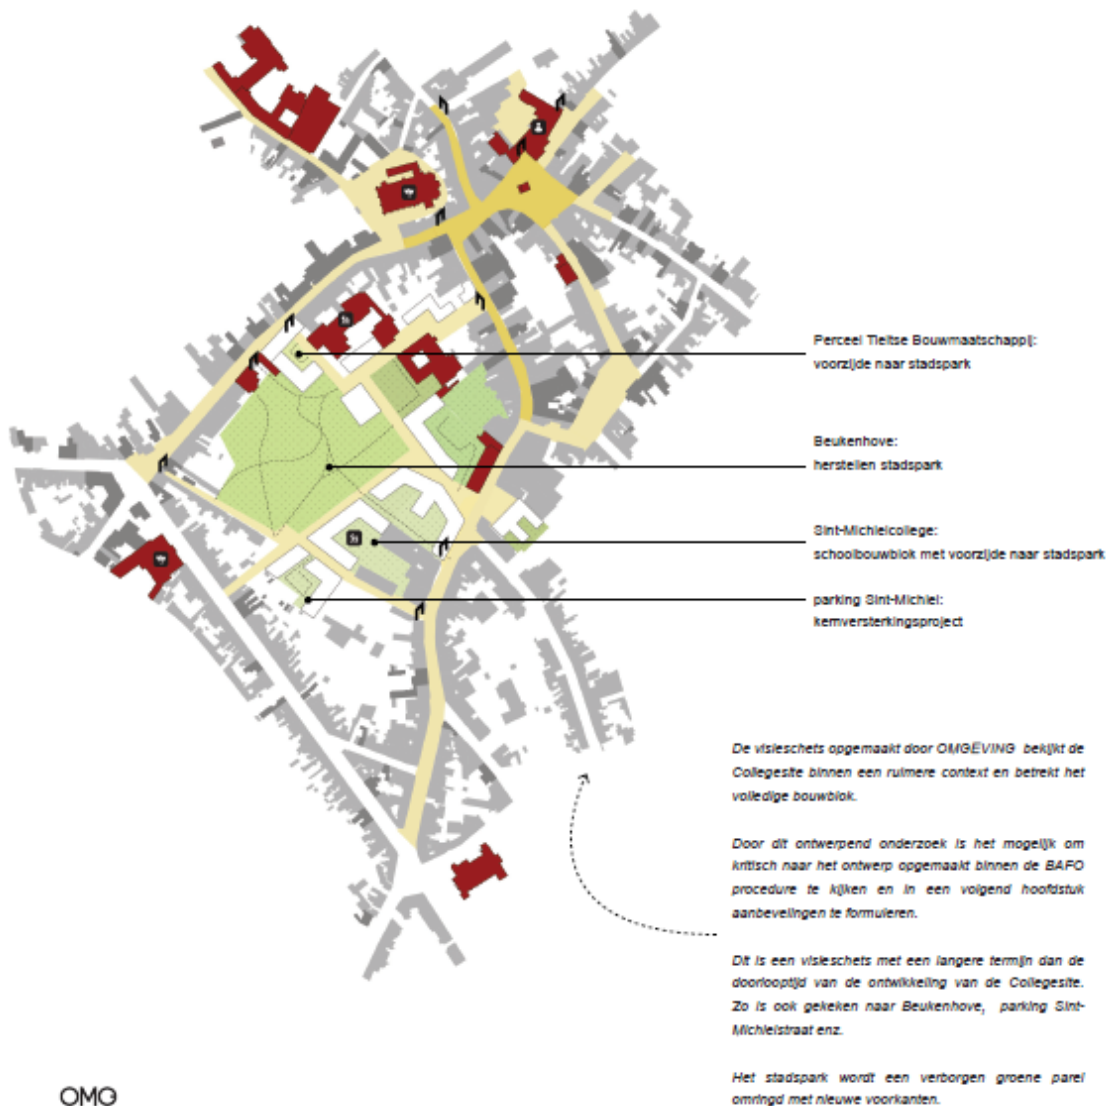 Perceel Tieltse Bouwmaatschappij:
voorzijde naar stadspark
Beukenhove:
herstellen stadspark
Sint-Michielcollege:
schoolbouwblok met voorzijde naar stadspark
parking Sint-Michiel:
kernversterkingsproject
De visieschets opgemaakt door OMGEVING bekijkt de
Collegesite binnen een ruimere context en betrekt het
volledige bouwblok.
Door dit ontwerpend onderzoek is het mogelijk om
kritisch naar het ontwerp opgemaakt binnen de BAFO
procedure te kijken en in een volgend hoofdstuk
aanbevelingen te formuleren.
Dit is een visieschets met een langere termijn dan de
doorlooptijd van de ontwikkeling van de Collegesite.
Zo is ook gekeken naar Beukenhove, parking Sint-
Michielstraat enz.
Het stadspark wordt een verborgen groene parel
omringd met nieuwe voorkanten.
OMG